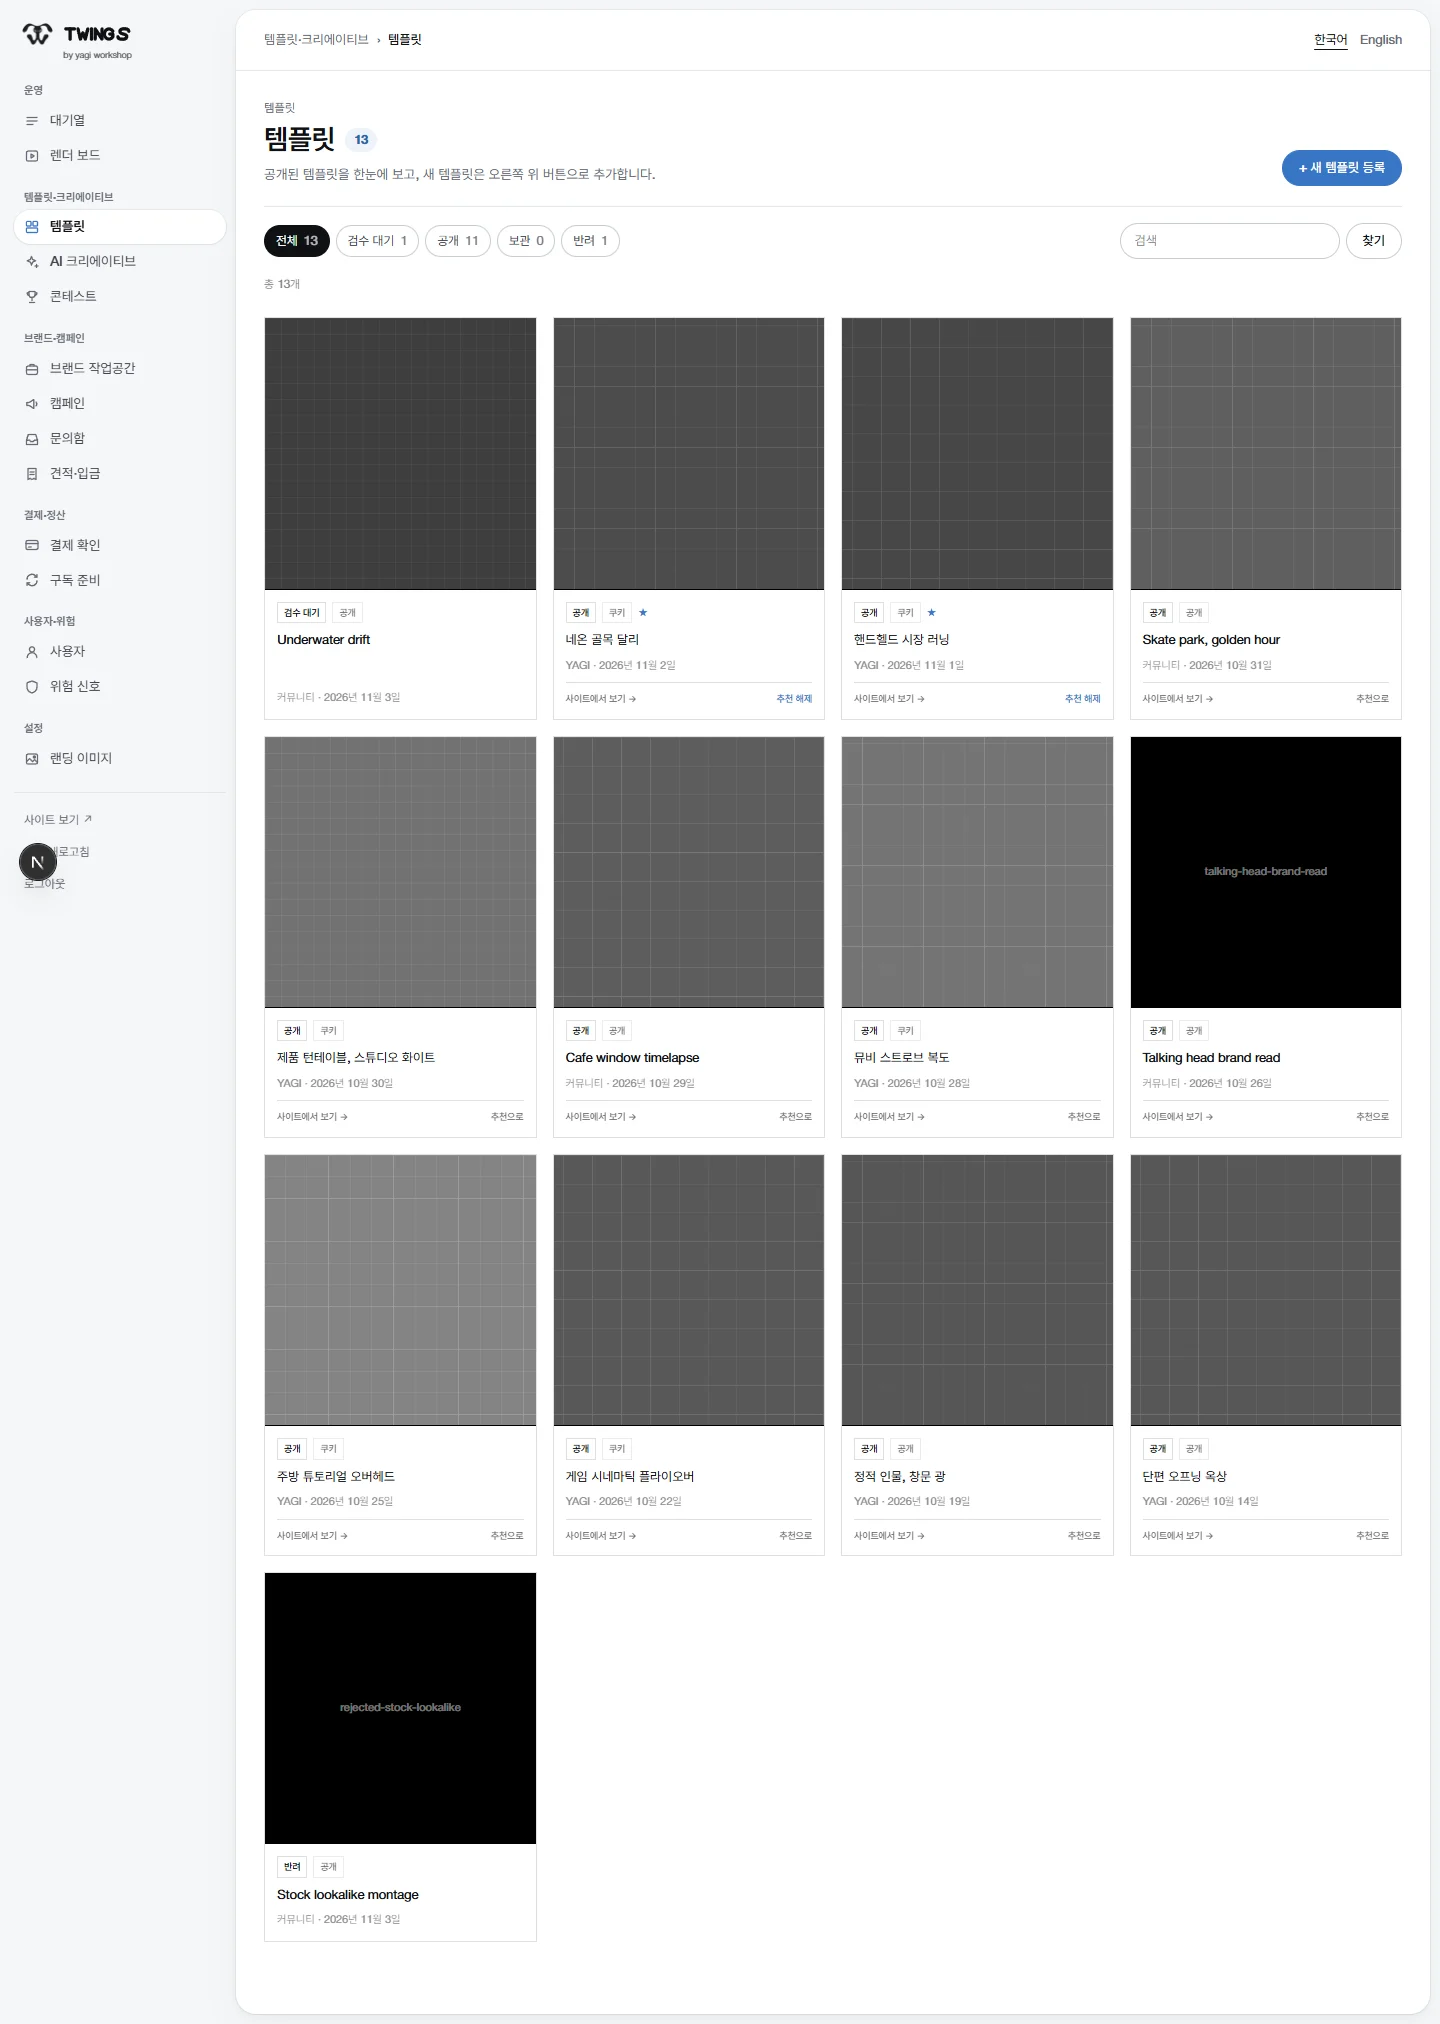 TWINGS
by yagi workshop
운영
대기열
렌더 보드
템플릿·크리에이티브
템플릿
AI 크리에이티브
콘테스트
브랜드·캠페인
브랜드 작업공간
캠페인
문의함
견적·입금
결제·정산
결제 확인
구독 준비
사용자·위험
사용자
위험 신호
설정
랜딩 이미지
사이트 보기 ↗
로고침
로그아웃
N
템플릿·크리에이티브 › 템플릿
한국어 English
템플릿
템플릿 13
공개된 템플릿을 한눈에 보고, 새 템플릿은 오른쪽 위 버튼으로 추가합니다.
+ 새 템플릿 등록
전체 13 검수 대기 1 공개 11 보관 0 반려 1
검색 찾기
총 13개
검수 대기 공개
Underwater drift
커뮤니티 · 2026년 11월 3일
공개 쿠키 ★
네온 골목 달리
YAGI · 2026년 11월 2일
사이트에서 보기 → 추천 해제
공개 쿠키 ★
핸드헬드 시장 러닝
YAGI · 2026년 11월 1일
사이트에서 보기 → 추천 해제
공개 공개
Skate park, golden hour
커뮤니티 · 2026년 10월 31일
사이트에서 보기 → 추천으로
공개 쿠키
제품 턴테이블, 스튜디오 화이트
YAGI · 2026년 10월 30일
사이트에서 보기 → 추천으로
공개 공개
Cafe window timelapse
커뮤니티 · 2026년 10월 29일
사이트에서 보기 → 추천으로
공개 쿠키
뮤비 스트로브 복도
YAGI · 2026년 10월 28일
사이트에서 보기 → 추천으로
talking-head-brand-read
공개 공개
Talking head brand read
커뮤니티 · 2026년 10월 26일
사이트에서 보기 → 추천으로
공개 쿠키
주방 튜토리얼 오버헤드
YAGI · 2026년 10월 25일
사이트에서 보기 → 추천으로
공개 쿠키
게임 시네마틱 플라이오버
YAGI · 2026년 10월 22일
사이트에서 보기 → 추천으로
공개 공개
정적 인물, 창문 광
YAGI · 2026년 10월 19일
사이트에서 보기 → 추천으로
공개 공개
단편 오프닝 옥상
YAGI · 2026년 10월 14일
사이트에서 보기 → 추천으로
rejected-stock-lookalike
반려 공개
Stock lookalike montage
커뮤니티 · 2026년 11월 3일